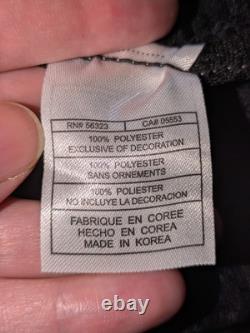 RN# 56323 CA# 05553
100% POLYESTER
EXCLUSIVE OF DECORATION
100% POLYESTER
SANS ORNEMENTS
100% POLIESTER
NO INCLUYE LA DECORACION
FABRIQUE EN COREE
HECHO EN COREA
MADE IN KOREA
ebay